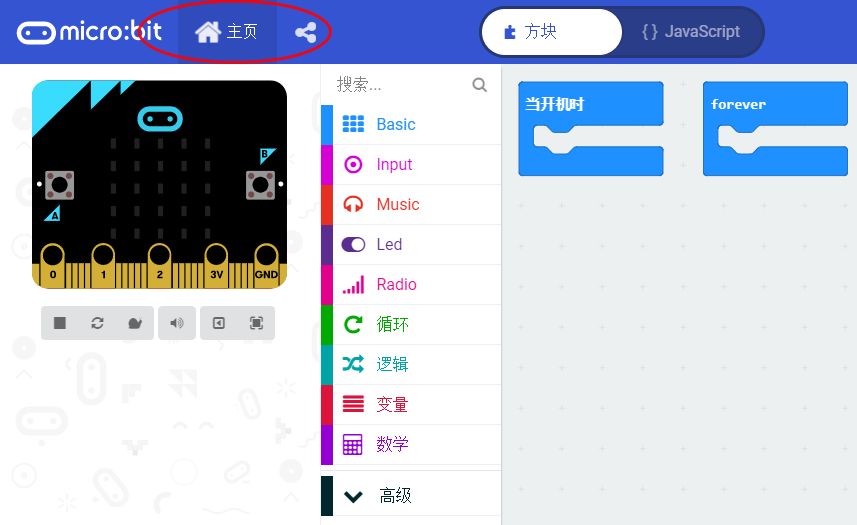 micro:bit 主页 方块 { } JavaScript
搜索...
Basic
Input
Music
Led
Radio
循环
逻辑
变量
数学
高级
当开机时
forever
B
A
0 1 2 3V GND